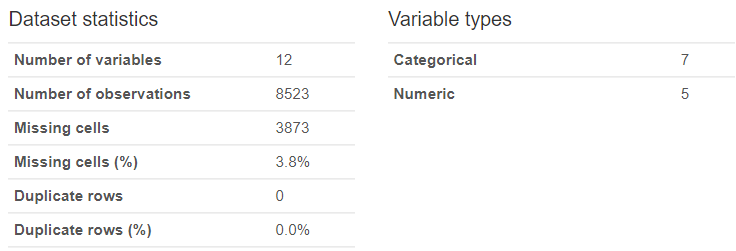 Dataset statistics
Number of variables 12
Number of observations 8523
Missing cells 3873
Missing cells (%) 3.8%
Duplicate rows 0
Duplicate rows (%) 0.0%
Variable types
Categorical 7
Numeric 5